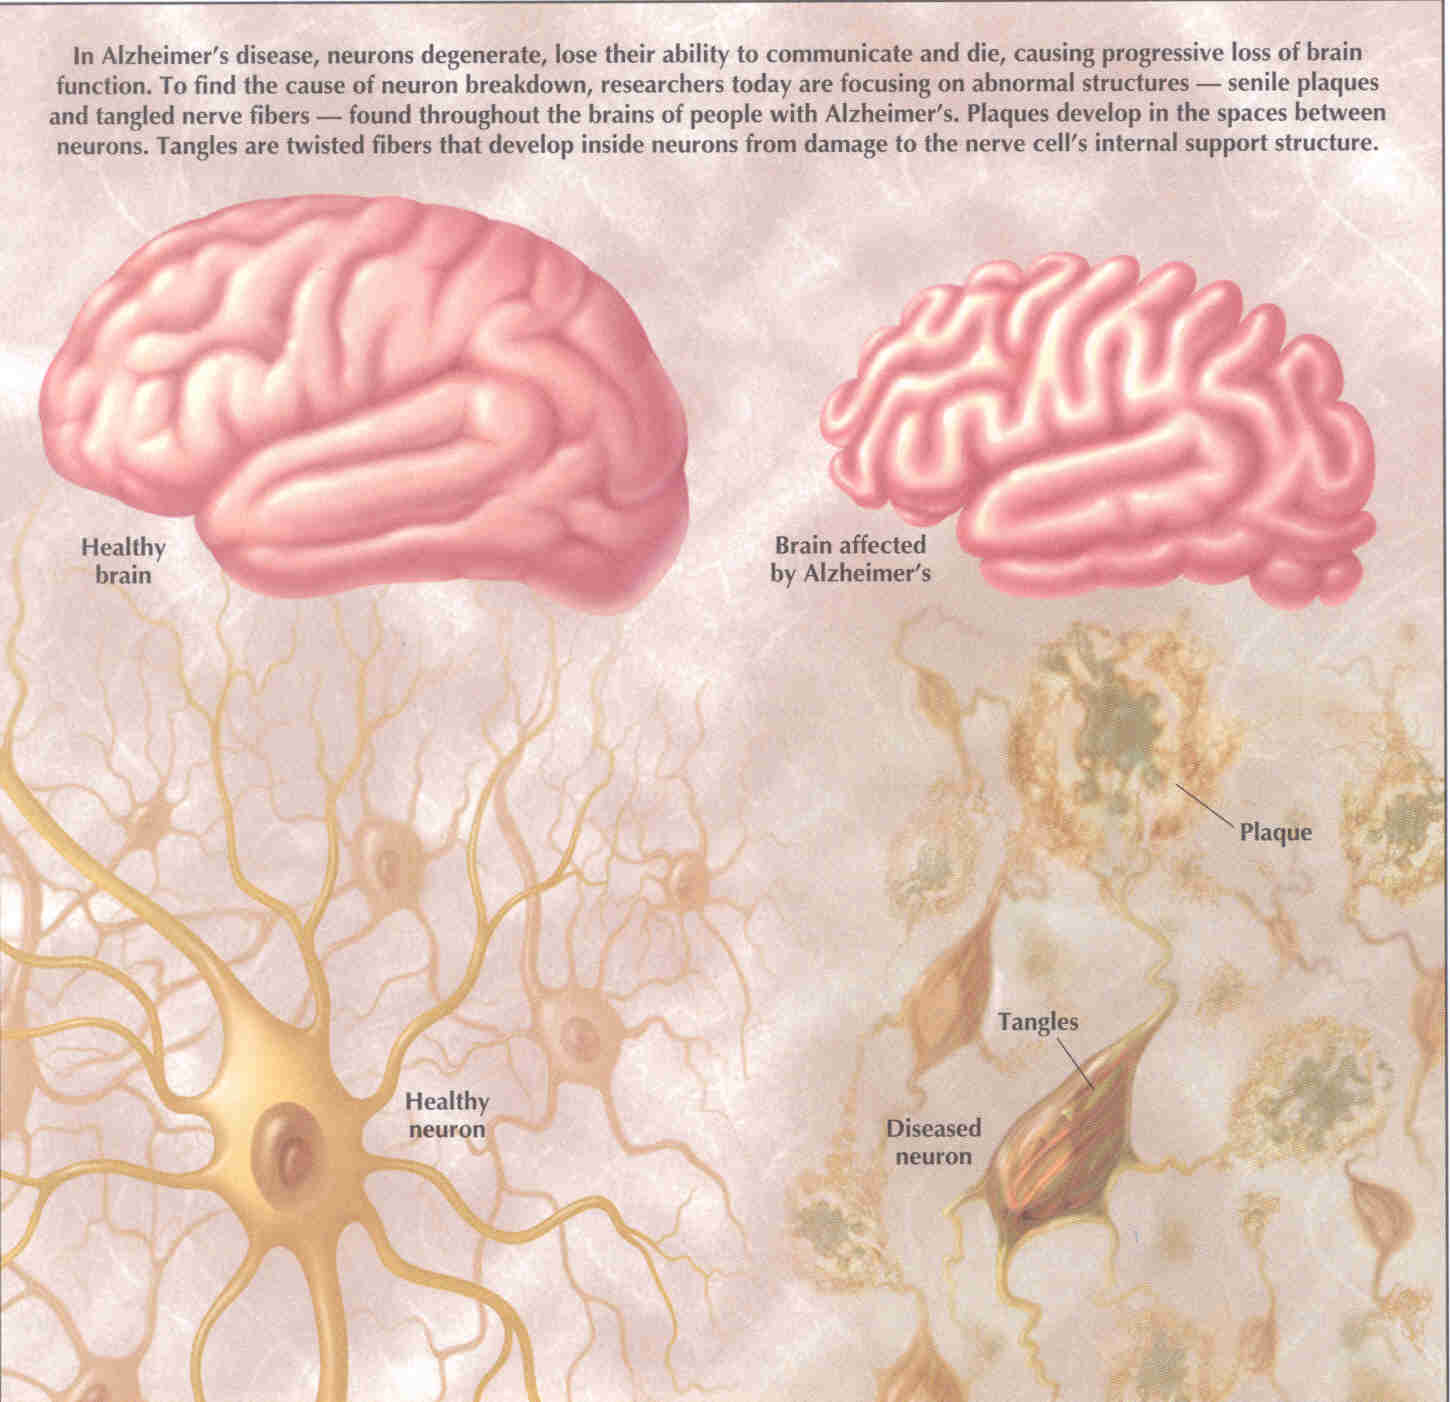 In Alzheimer's disease, neurons degenerate, lose their ability to communicate and die, causing progressive loss of brain
function. To find the cause of neuron breakdown, researchers today are focusing on abnormal structures — senile plaques
and tangled nerve fibers — found throughout the brains of people with Alzheimer's. Plaques develop in the spaces between
neurons. Tangles are twisted fibers that develop inside neurons from damage to the nerve cell's internal support structure.
Healthy
brain
Brain affected
by Alzheimer's
Plaque
Tangles
Healthy
neuron
Diseased
neuron